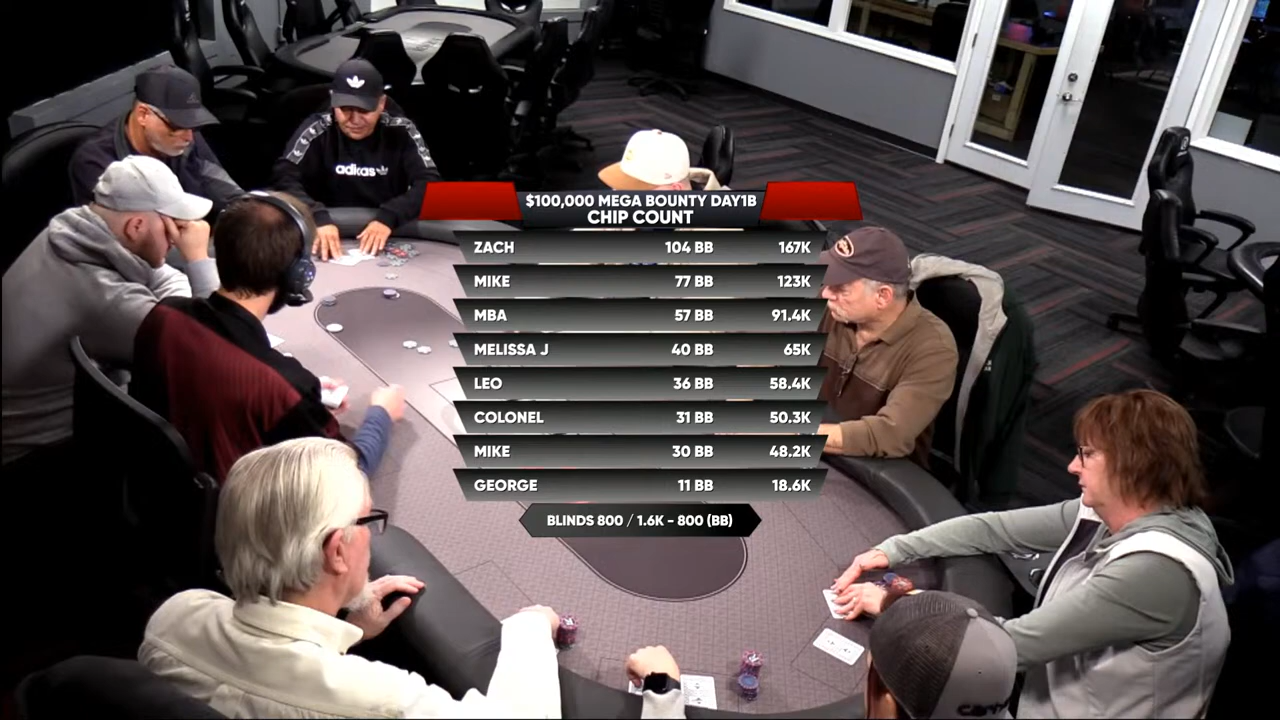 $100,000 MEGA BOUNTY DAY1B
CHIP COUNT
ZACH 104 BB 167K
MIKE 77 BB 123K
MBA 57 BB 91.4K
MELISSA J 40 BB 65K
LEO 36 BB 58.4K
COLONEL 31 BB 50.3K
MIKE 30 BB 48.2K
GEORGE 11 BB 18.6K
BLINDS 800 / 1.6K - 800 (BB)
adidas